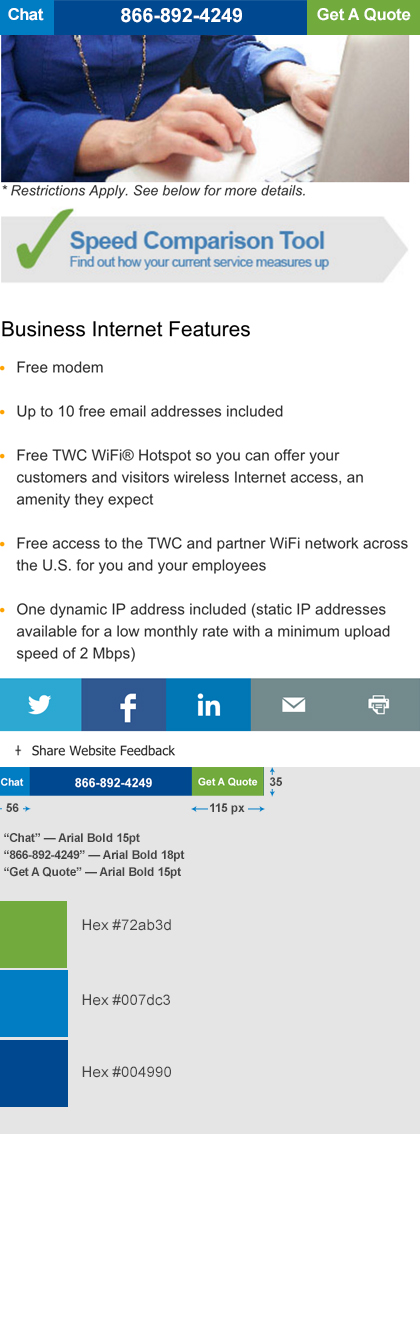 Chat 866-892-4249 Get A Quote
* Restrictions Apply. See below for more details.
Speed Comparison Tool
Find out how your current service measures up
Business Internet Features
Free modem
Up to 10 free email addresses included
Free TWC WiFi® Hotspot so you can offer your
customers and visitors wireless Internet access, an
amenity they expect
Free access to the TWC and partner WiFi network across
the U.S. for you and your employees
One dynamic IP address included (static IP addresses
available for a low monthly rate with a minimum upload
speed of 2 Mbps)
in
Share Website Feedback
Chat 866-892-4249 Get A Quote 35
56 115 px
“Chat” — Arial Bold 15pt
“866-892-4249” — Arial Bold 18pt
“Get A Quote” — Arial Bold 15pt
Hex #72ab3d
Hex #007dc3
Hex #004990